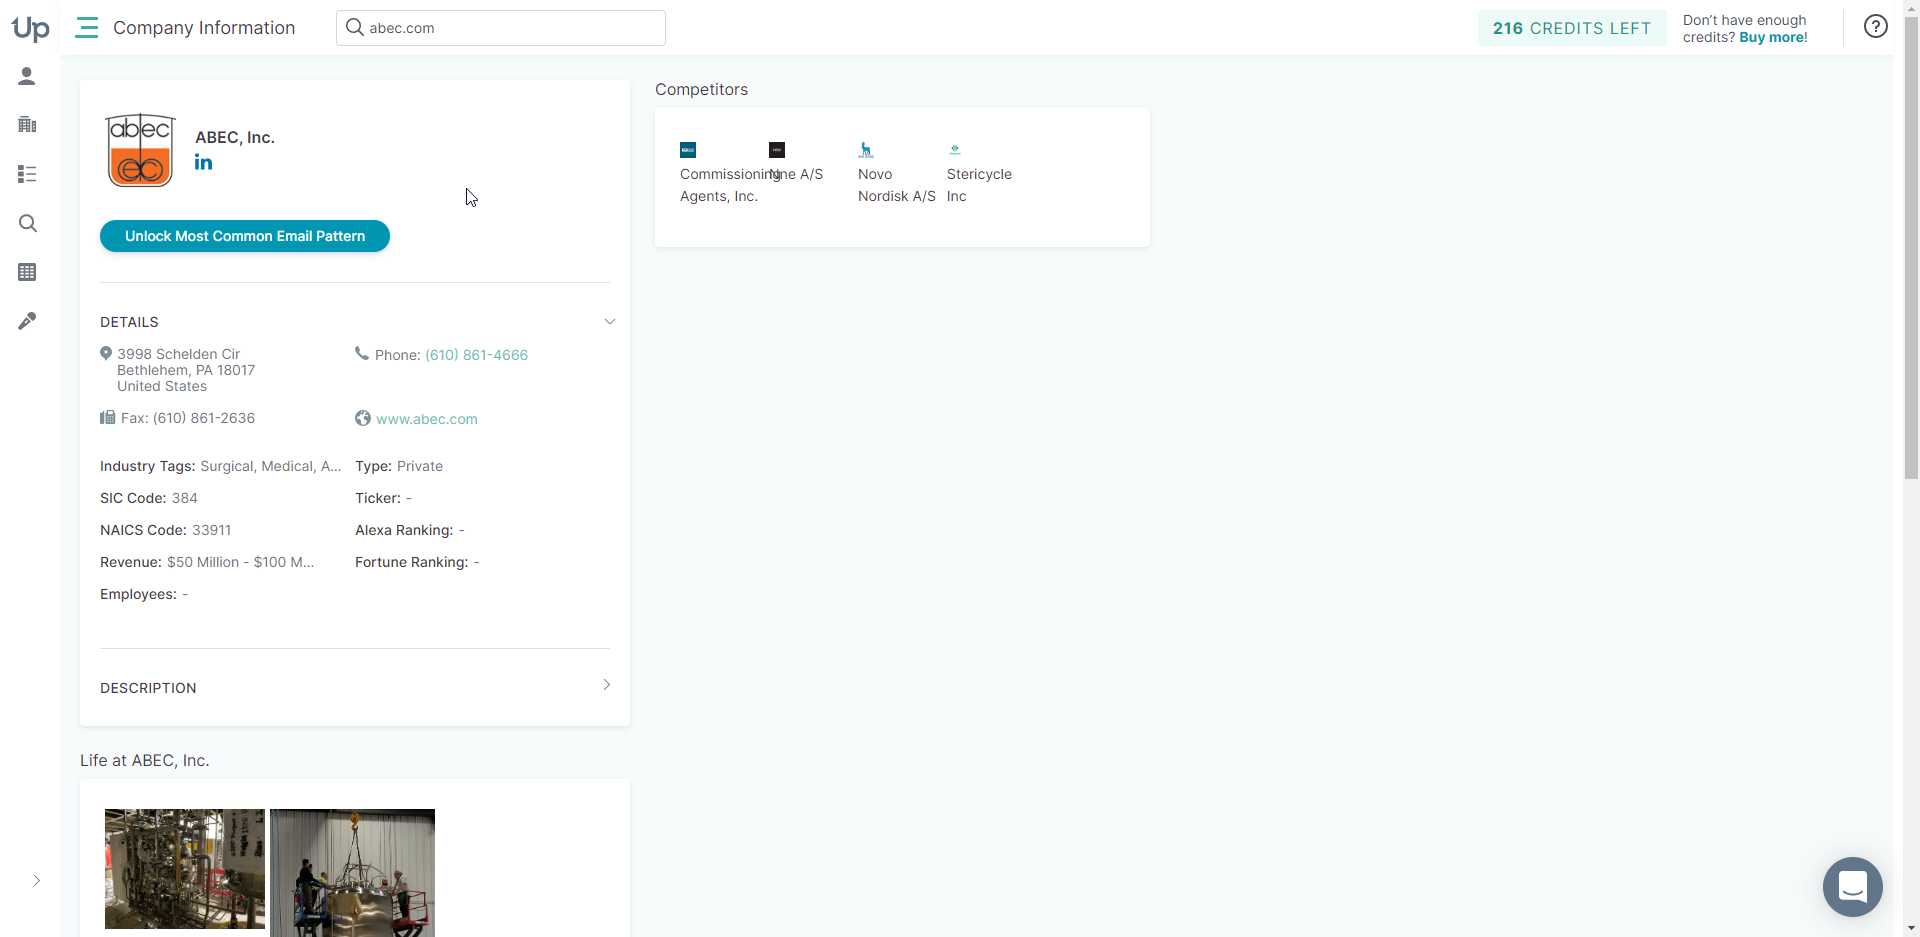 Up
Company Information
abec.com
216 CREDITS LEFT
Don't have enough
credits? Buy more!
abec
ec
ABEC, Inc.
in
Unlock Most Common Email Pattern
DETAILS
3998 Schelden Cir
Bethlehem, PA 18017
United States
Phone: (610) 861-4666
Fax: (610) 861-2636
www.abec.com
Industry Tags: Surgical, Medical, A...
Type: Private
SIC Code: 384
Ticker: -
NAICS Code: 33911
Alexa Ranking: -
Revenue: $50 Million - $100 M...
Fortune Ranking: -
Employees: -
DESCRIPTION
Life at ABEC, Inc.
Competitors
Commissioning
Agents, Inc.
Nne A/S
Novo
Nordisk A/S
Stericycle
Inc